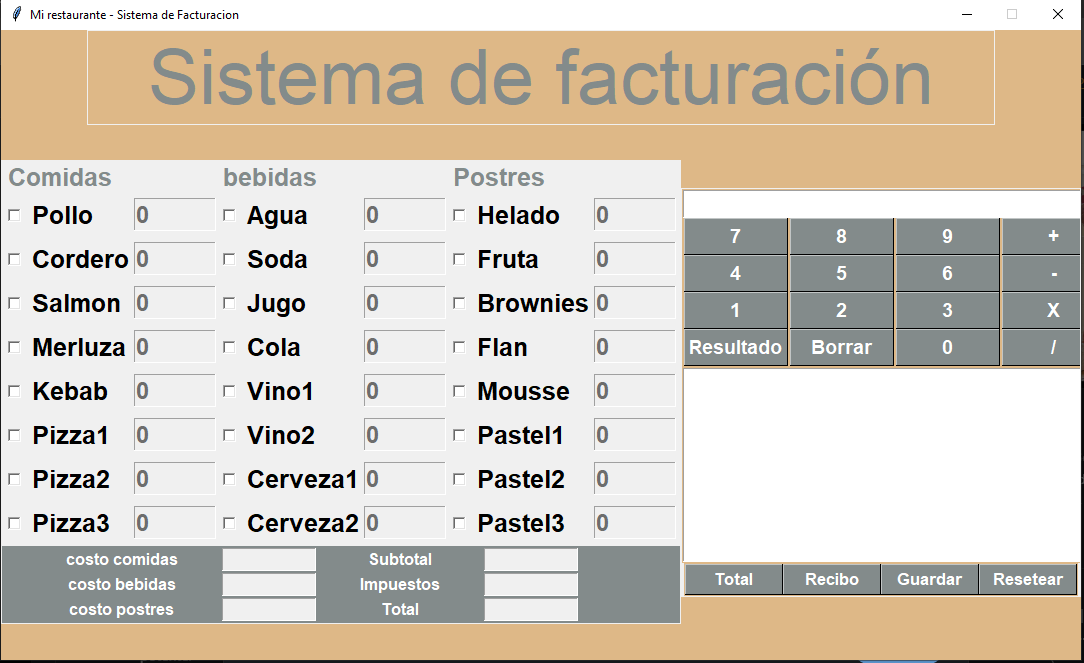 Mi restaurante - Sistema de Facturacion
Sistema de facturación
Comidas bebidas Postres
Pollo 0 Agua 0 Helado 0
Cordero 0 Soda 0 Fruta 0
Salmon 0 Jugo 0 Brownies 0
Merluza 0 Cola 0 Flan 0
Kebab 0 Vino1 0 Mousse 0
Pizza1 0 Vino2 0 Pastel1 0
Pizza2 0 Cerveza1 0 Pastel2 0
Pizza3 0 Cerveza2 0 Pastel3 0
costo comidas Subtotal
costo bebidas Impuestos
costo postres Total
7 8 9 +
4 5 6 -
1 2 3 X
Resultado Borrar 0 /
Total Recibo Guardar Resetear